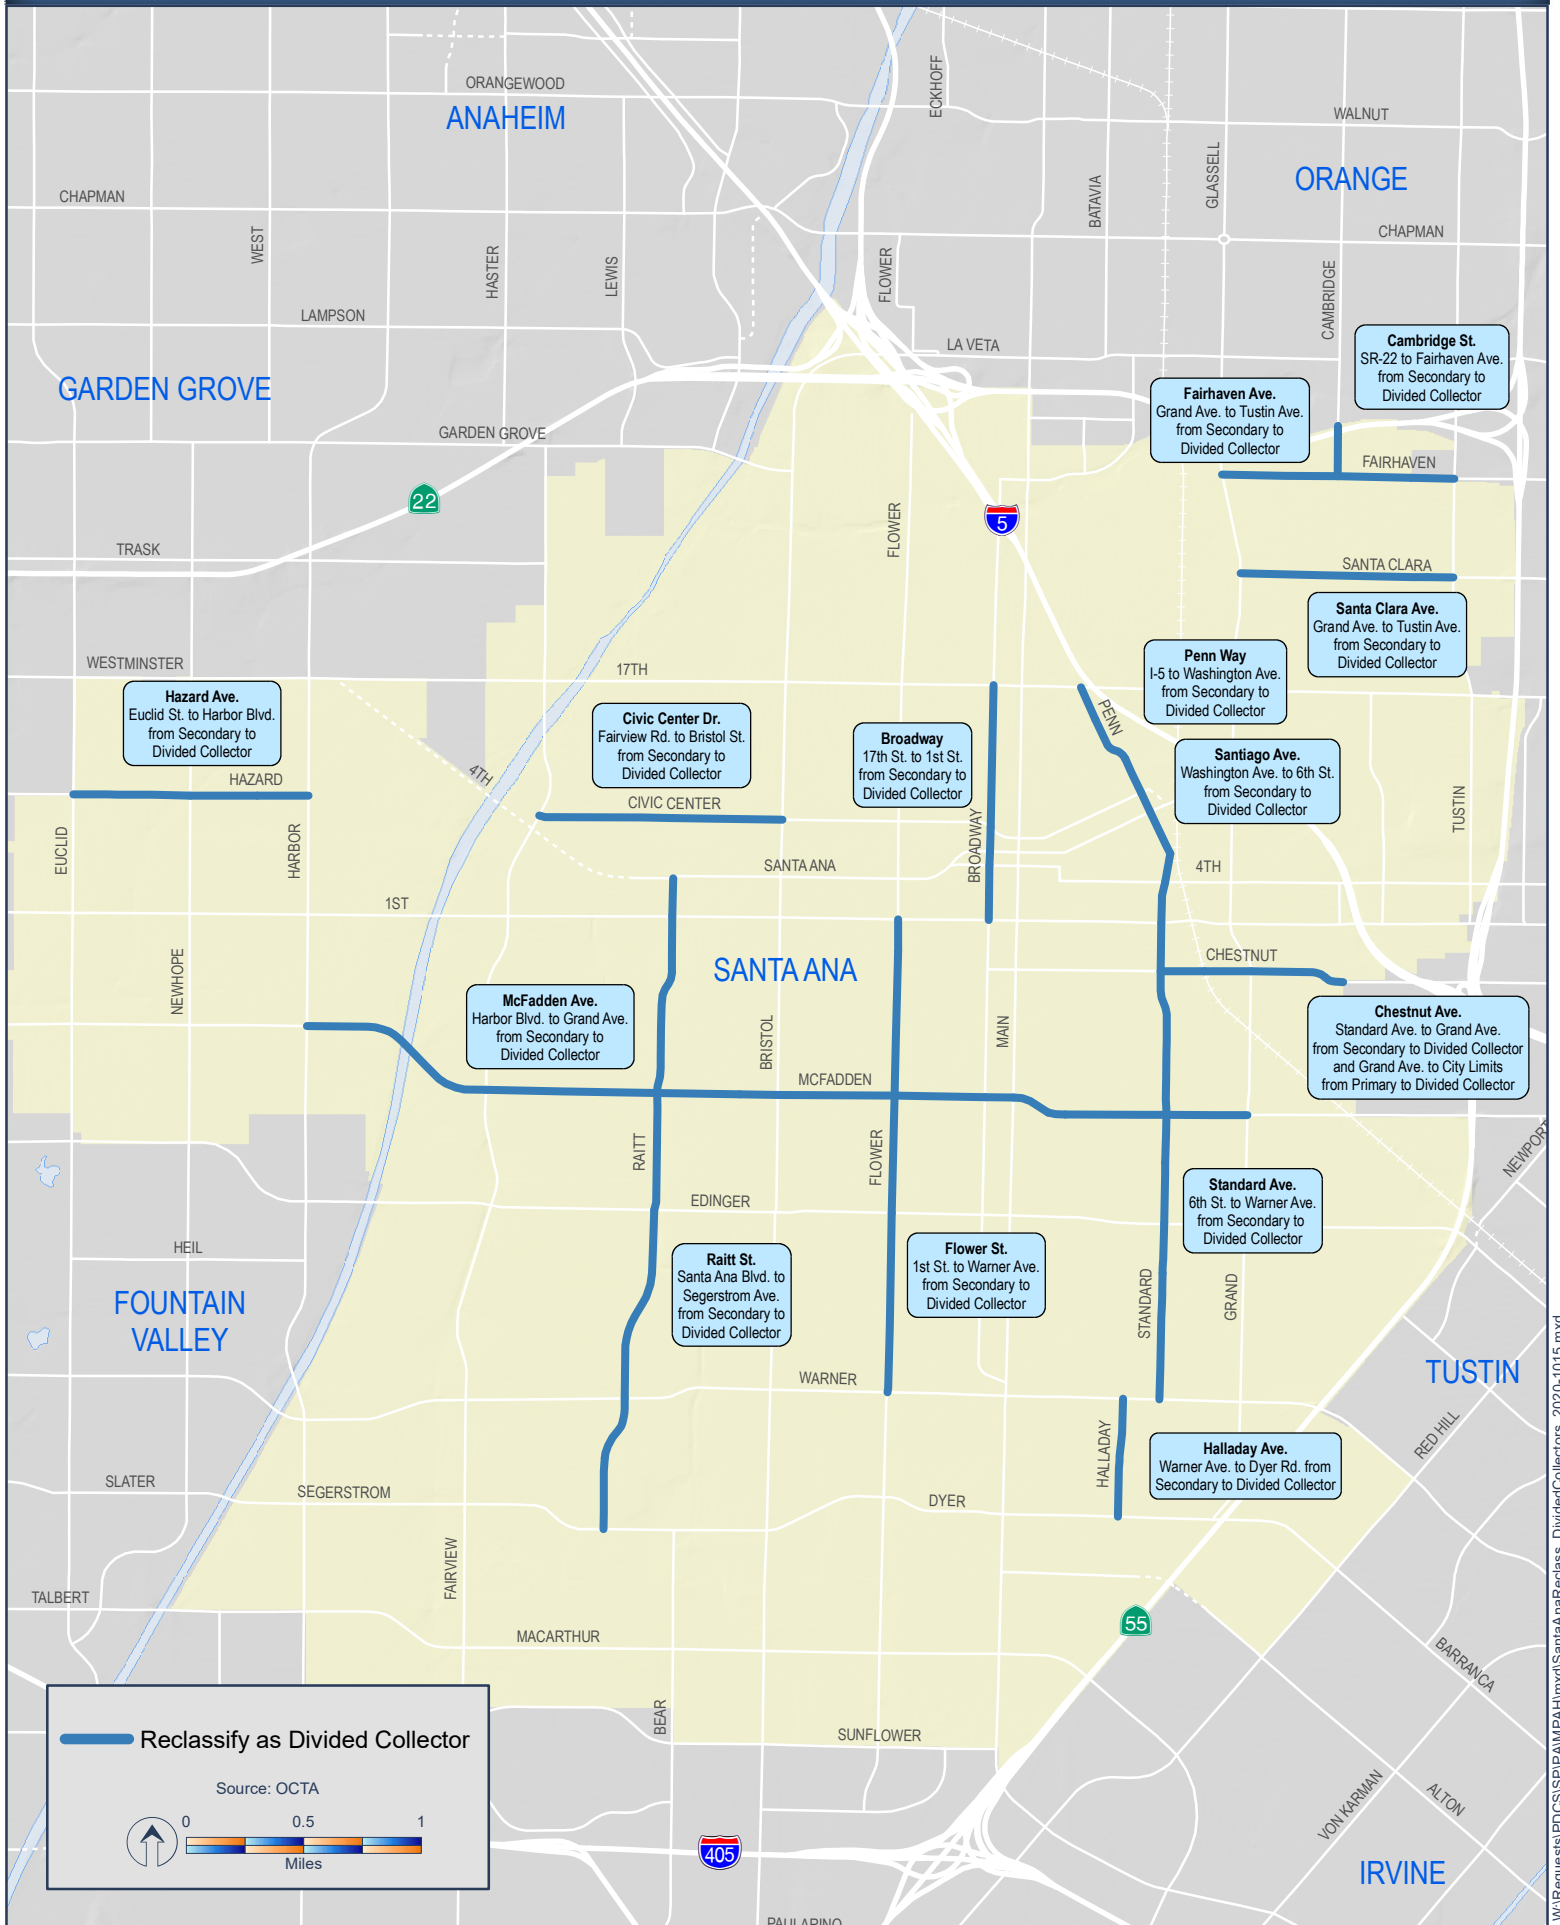 ORANGEWOOD
ANAHEIM
ECKHOFF
WALNUT
ORANGE
GLASSELL
BATAVIA
CHAPMAN
CHAPMAN
WEST
HASTER
LEWIS
FLOWER
CAMBRIDGE
LAMPSON
LA VETA
Cambridge St.
SR-22 to Fairhaven Ave.
from Secondary to
Divided Collector
GARDEN GROVE
Fairhaven Ave.
Grand Ave. to Tustin Ave.
from Secondary to
Divided Collector
GARDEN GROVE
FAIRHAVEN
22
5
FLOWER
TRASK
SANTA CLARA
Santa Clara Ave.
Grand Ave. to Tustin Ave.
from Secondary to
Divided Collector
WESTMINSTER
17TH
Penn Way
I-5 to Washington Ave.
from Secondary to
Divided Collector
Hazard Ave.
Euclid St. to Harbor Blvd.
from Secondary to
Divided Collector
Civic Center Dr.
Fairview Rd. to Bristol St.
from Secondary to
Divided Collector
Broadway
17th St. to 1st St.
from Secondary to
Divided Collector
PENN
Santiago Ave.
Washington Ave. to 6th St.
from Secondary to
Divided Collector
HAZARD
4TH
CIVIC CENTER
TUSTIN
EUCLID
HARBOR
BROADWAY
SANTA ANA
4TH
1ST
NEWHOPE
SANTA ANA
CHESTNUT
McFadden Ave.
Harbor Blvd. to Grand Ave.
from Secondary to
Divided Collector
BRISTOL
MAIN
Chestnut Ave.
Standard Ave. to Grand Ave.
from Secondary to Divided Collector
and Grand Ave. to City Limits
from Primary to Divided Collector
MCFADDEN
RAITT
FLOWER
NEWPORT
EDINGER
Standard Ave.
6th St. to Warner Ave.
from Secondary to
Divided Collector
HEIL
Raitt St.
Santa Ana Blvd. to
Segerstrom Ave.
from Secondary to
Divided Collector
Flower St.
1st St. to Warner Ave.
from Secondary to
Divided Collector
STANDARD
GRAND
FOUNTAIN
VALLEY
WARNER
TUSTIN
RED HILL
HALLADAY
Halladay Ave.
Warner Ave. to Dyer Rd. from
Secondary to Divided Collector
SLATER
SEGERSTROM
DYER
FAIRVIEW
TALBERT
55
MACARTHUR
BARRANCA
BEAR
SUNFLOWER
VON KARMAN
ALTON
405
IRVINE
Reclassify as Divided Collector
Source: OCTA
0 0.5 1
Miles
W:\Requests\PDCS\SP\PA\MPAH\mxd\SantaAnaReclass_DividedCollectors_2020-1015.mxd